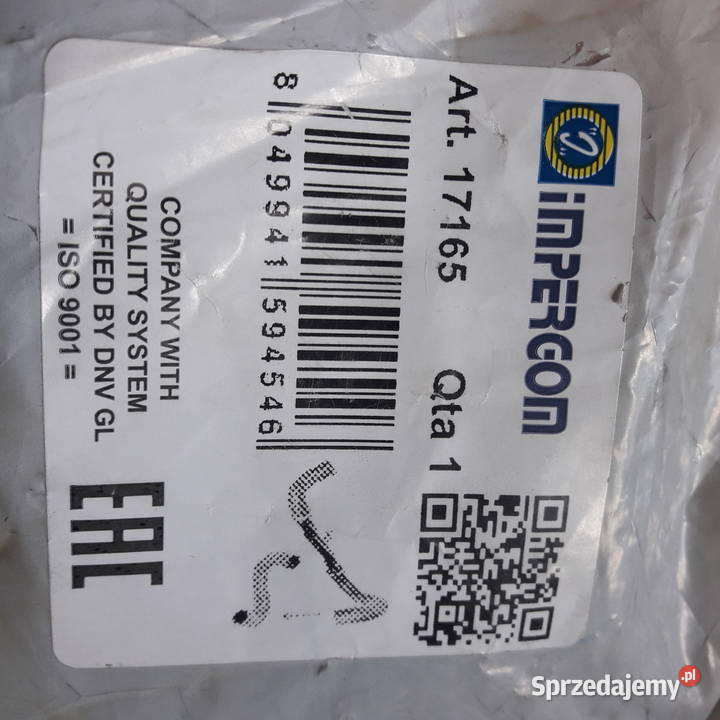 IMPERGOM
Art. 17165 Qta 1
8 049941 594546
COMPANY WITH
QUALITY SYSTEM
CERTIFIED BY DNV GL
= ISO 9001 =
EAC
Sprzedajemy.pl